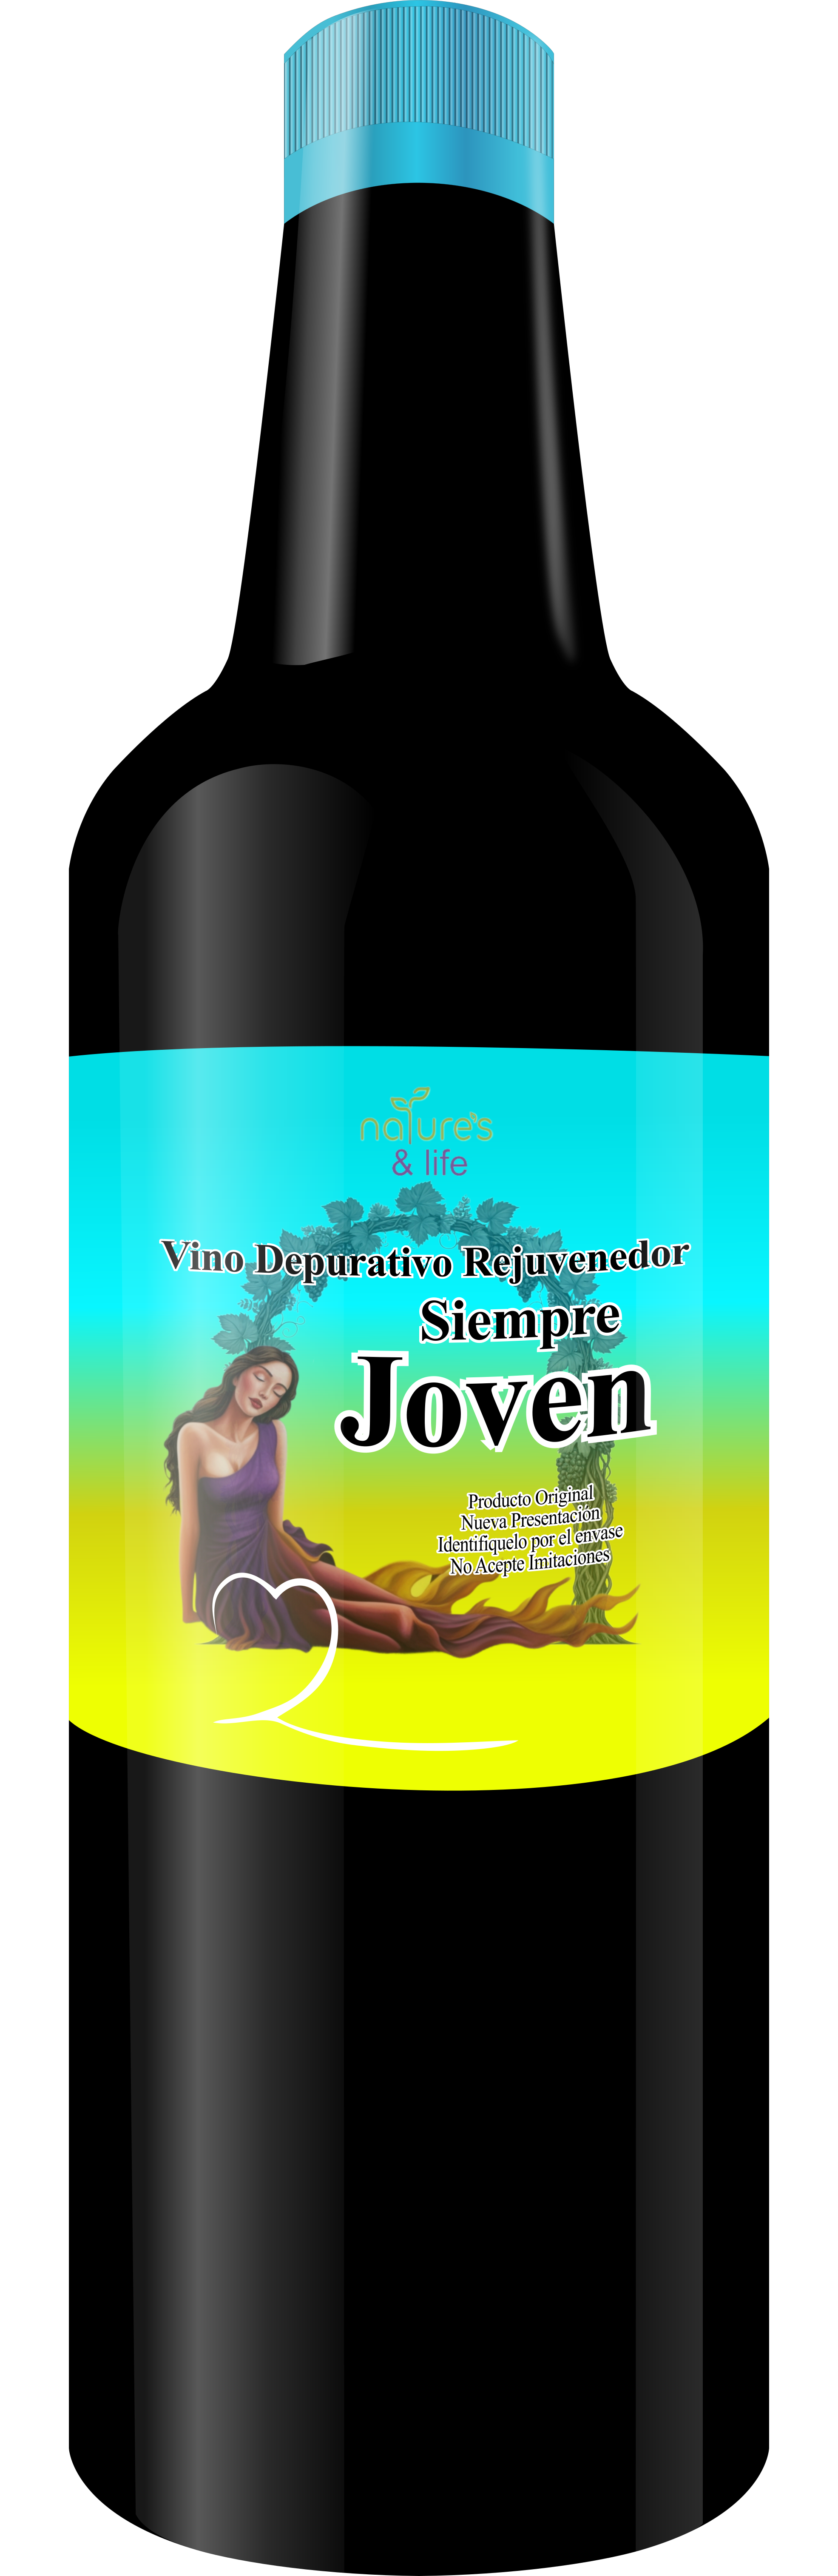 nature's
& life
Vino Depurativo Rejuvenedor
Siempre
Joven
Producto Original
Nueva Presentación
Identifiquelo por el envase
No Acepte Imitaciones